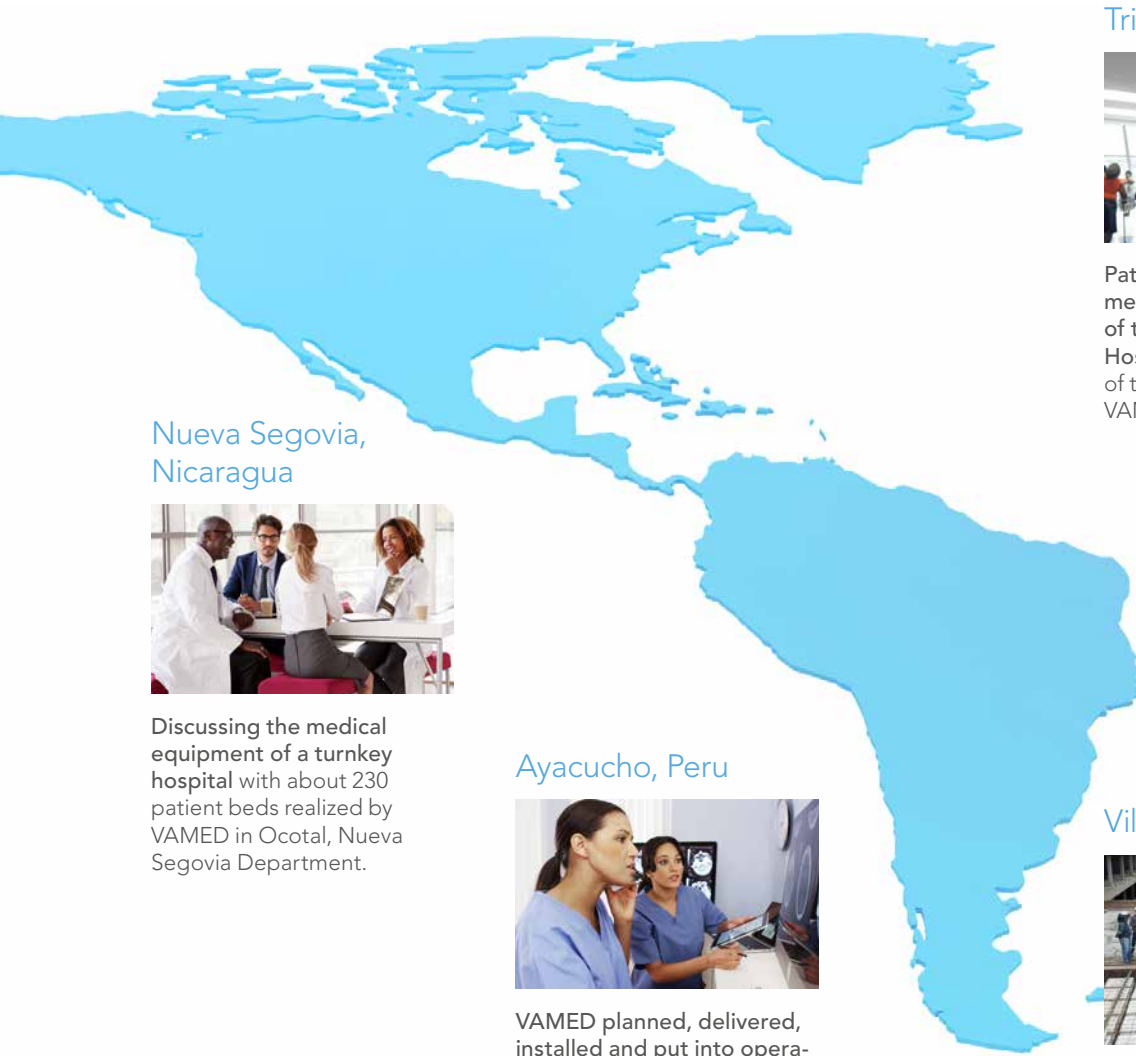 Nueva Segovia,
Nicaragua
Discussing the medical
equipment of a turnkey
hospital with about 230
patient beds realized by
VAMED in Ocotal, Nueva
Segovia Department.
Ayacucho, Peru
VAMED planned, delivered,
installed and put into opera-
Tri
Pat
me
of t
Hos
of t
VAM
Vil